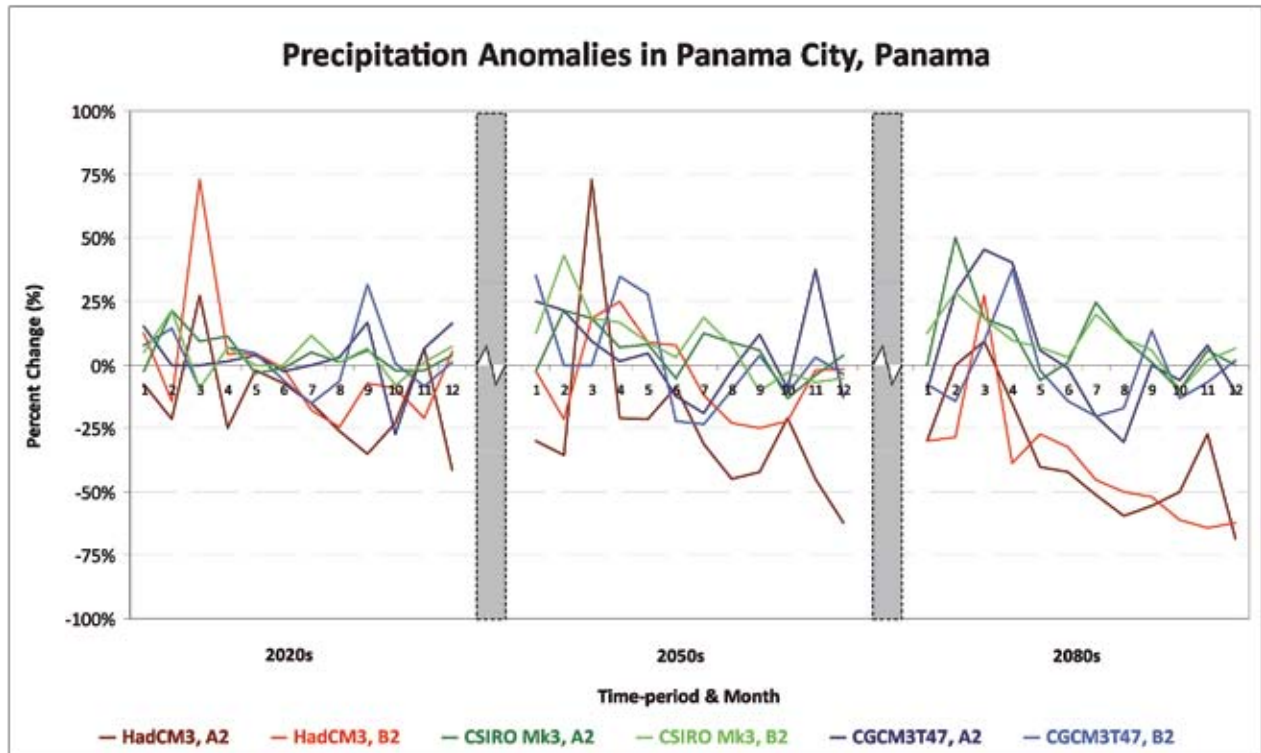 Precipitation Anomalies in Panama City, Panama
100%
75%
50%
25%
0%
-25%
-50%
-75%
-100%
Percent Change (%)
1 2 3 4 5 6 7 8 9 10 11 12
1 2 3 4 5 6 7 8 9 10 11 12
1 2 3 4 5 6 7 8 9 10 11 12
2020s 2050s 2080s
Time-period & Month
HadCM3, A2 HadCM3, B2 CSIRO Mk3, A2 CSIRO Mk3, B2 CGCM3T47, A2 CGCM3T47, B2